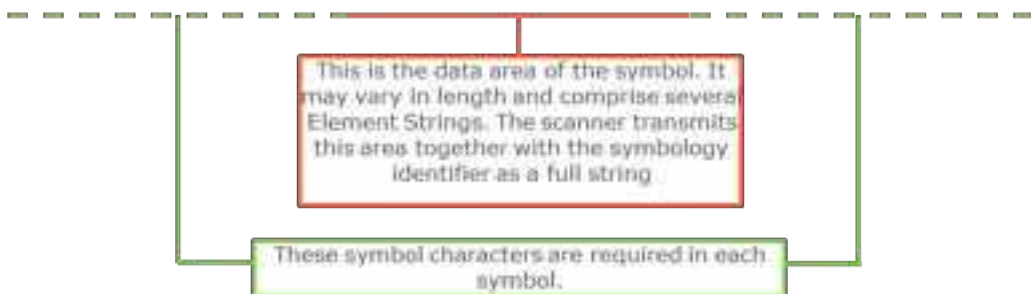 This is the data area of the symbol. It
may vary in length and comprise severa
Element Strings. The scanner transmits
this area together with the symbology
identifier as a full string
These symbol characters are required in each
symbol.